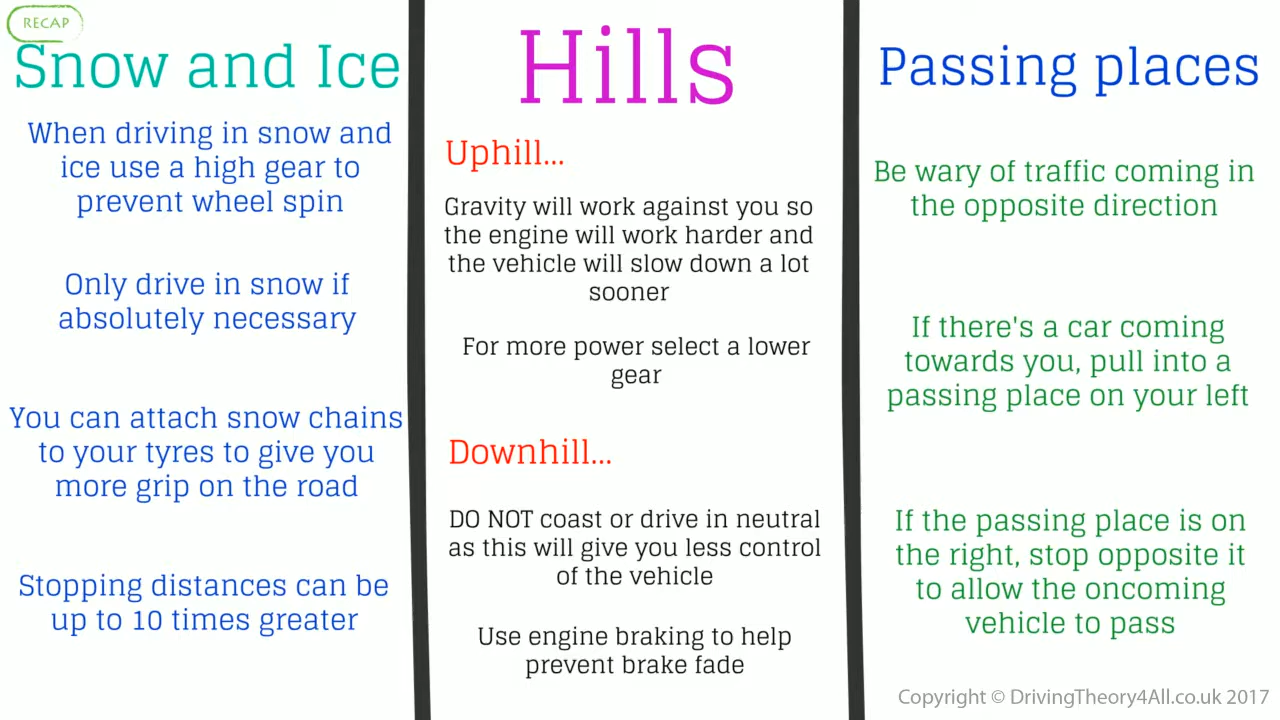 RECAP
Snow and Ice
When driving in snow and
ice use a high gear to
prevent wheel spin
Only drive in snow if
absolutely necessary
You can attach snow chains
to your tyres to give you
more grip on the road
Stopping distances can be
up to 10 times greater
Hills
Uphill...
Gravity will work against you so
the engine will work harder and
the vehicle will slow down a lot
sooner
For more power select a lower
gear
Downhill...
DO NOT coast or drive in neutral
as this will give you less control
of the vehicle
Use engine braking to help
prevent brake fade
Passing places
Be wary of traffic coming in
the opposite direction
If there's a car coming
towards you, pull into a
passing place on your left
If the passing place is on
the right, stop opposite it
to allow the oncoming
vehicle to pass
Copyright © DrivingTheory4All.co.uk 2017